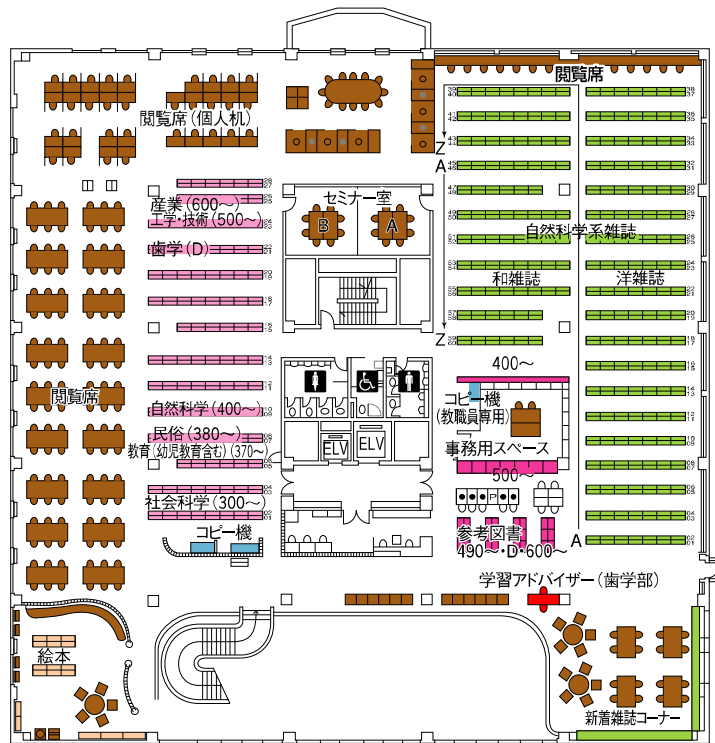 閲覧席
閲覧席(個人机)
Z
A
セミナー室
B
A
産業(600～)
工学・技術(500～)
歯学(D)
自然科学系雑誌
和雑誌
洋雑誌
Z
400～
コピー機
(教職員専用)
事務用スペース
500～
閲覧席
自然科学(400～)
民俗(380～)
教育(幼児教育含む)(370～)
社会科学(300～)
ELV
ELV
コピー機
P
参考図書
490～・D・600～
A
学習アドバイザー(歯学部)
絵本
新着雑誌コーナー